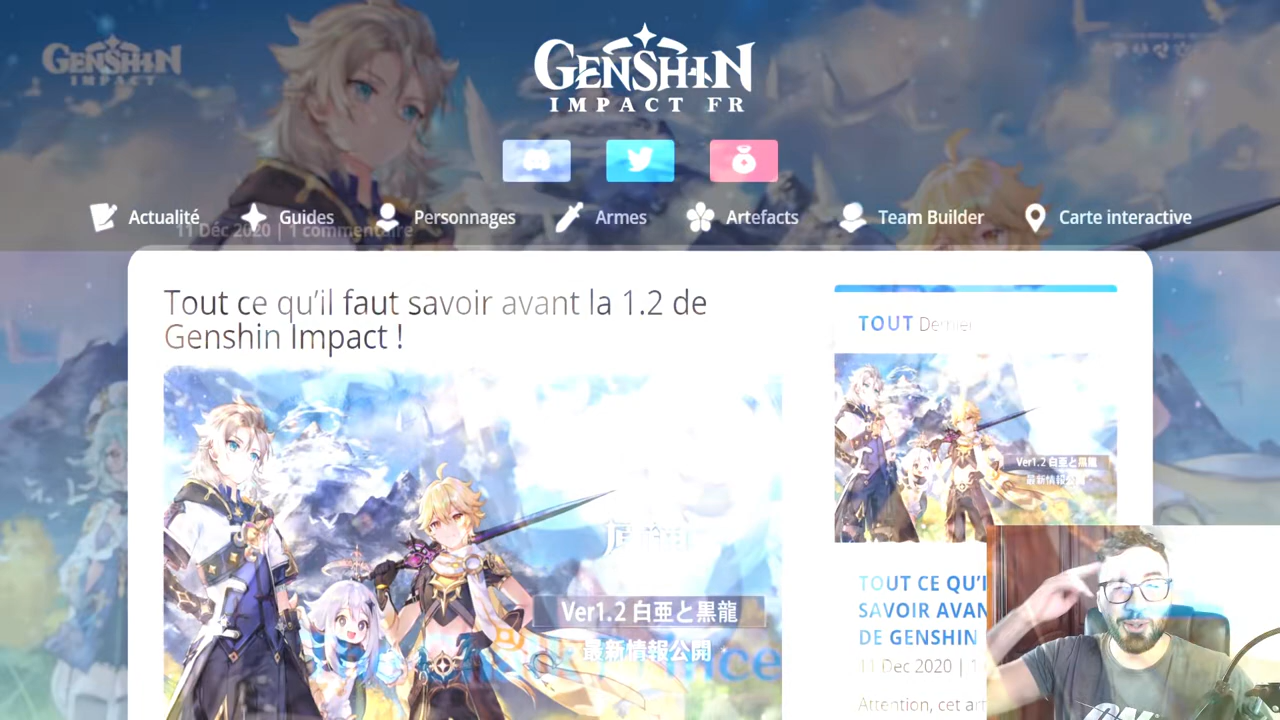 GENSHIN
IMPACT
GENSHIN
IMPACT FR
Actualité
Guides
Personnages
Armes
Artefacts
Team Builder
Carte interactive
11 Déc 2020 | 1 commentaire
Tout ce qu’il faut savoir avant la 1.2 de
Genshin Impact !
TOUT Dernier
Ver1.2 白亜と黒龍
最新情報公開
Ver1.2 白亜と黒龍
最新情報公開
TOUT CE QU’I
SAVOIR AVAN
DE GENSHIN
11 Déc 2020 | 1
Attention, cet ar